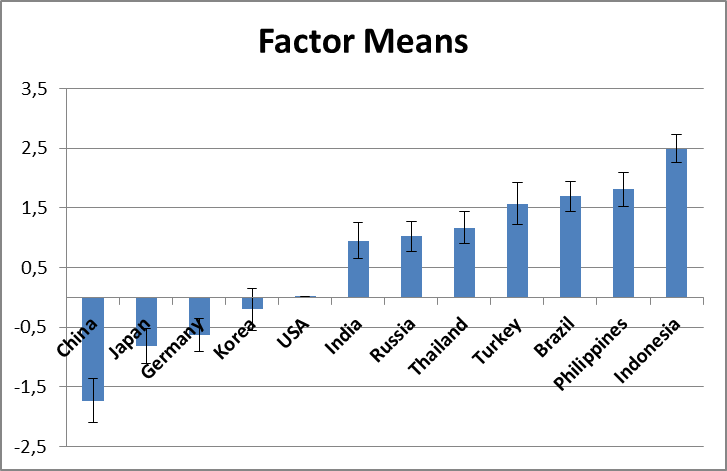 Factor Means
3,5
2,5
1,5
0,5
-0,5
-1,5
-2,5
China
Japan
Germany
Korea
USA
India
Russia
Thailand
Turkey
Brazil
Philippines
Indonesia